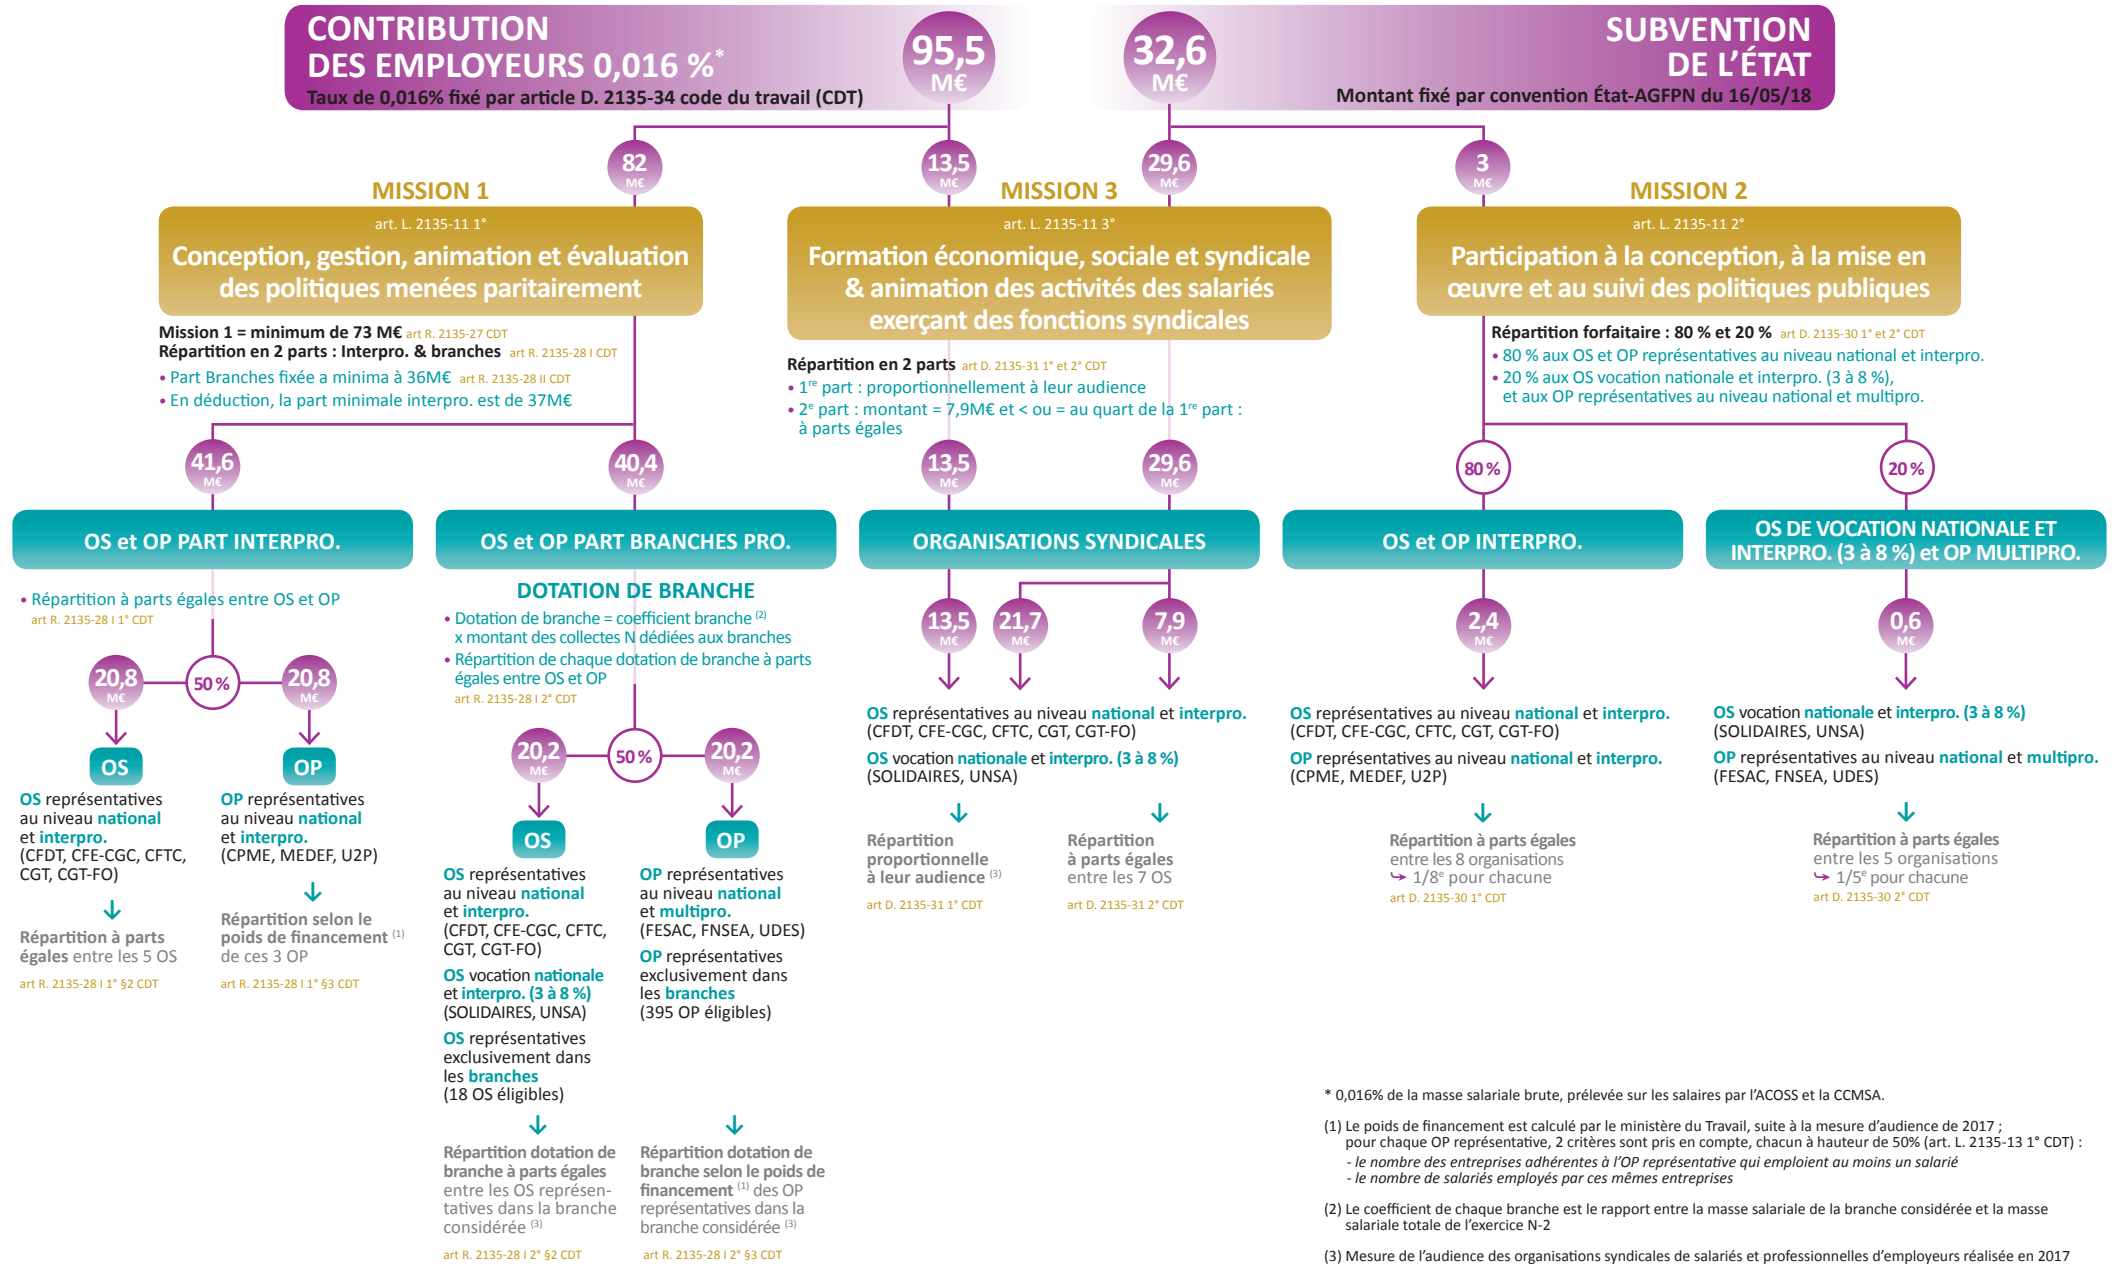 CONTRIBUTION
DES EMPLOYEURS 0,016 %*
Taux de 0,016% fixé par article D. 2135-34 code du travail (CDT)
95,5
M€
32,6
M€
SUBVENTION
DE L’ÉTAT
Montant fixé par convention État-AGFPN du 16/05/18
82
M€
13,5
M€
29,6
M€
3
M€
MISSION 1
art. L. 2135-11 1°
Conception, gestion, animation et évaluation
des politiques menées paritairement
Mission 1 = minimum de 73 M€ art R. 2135-27 CDT
Répartition en 2 parts : Interpro. & branches art R. 2135-28 I CDT
• Part Branches fixée a minima à 36M€ art R. 2135-28 II CDT
• En déduction, la part minimale interpro. est de 37M€
MISSION 3
art. L. 2135-11 3°
Formation économique, sociale et syndicale
& animation des activités des salariés
exerçant des fonctions syndicales
Répartition en 2 parts art D. 2135-31 1° et 2° CDT
• 1re part : proportionnellement à leur audience
• 2e part : montant = 7,9M€ et < ou = au quart de la 1re part :
à parts égales
MISSION 2
art. L. 2135-11 2°
Participation à la conception, à la mise en
œuvre et au suivi des politiques publiques
Répartition forfaitaire : 80 % et 20 % art D. 2135-30 1° et 2° CDT
• 80 % aux OS et OP représentatives au niveau national et interpro.
• 20 % aux OS vocation nationale et interpro. (3 à 8 %),
et aux OP représentatives au niveau national et multipro.
41,6
M€
40,4
M€
13,5
M€
29,6
M€
80 %
20 %
OS et OP PART INTERPRO.
• Répartition à parts égales entre OS et OP
art R. 2135-28 I 1° CDT
20,8
M€
50 %
20,8
M€
OS
OS représentatives
au niveau national
et interpro.
(CFDT, CFE-CGC, CFTC,
CGT, CGT-FO)
Répartition à parts
égales entre les 5 OS
art R. 2135-28 I 1° §2 CDT
OP
OP représentatives
au niveau national
et interpro.
(CPME, MEDEF, U2P)
Répartition selon le
poids de financement (1)
de ces 3 OP
art R. 2135-28 I 1° §3 CDT
OS et OP PART BRANCHES PRO.
DOTATION DE BRANCHE
• Dotation de branche = coefficient branche (2)
x montant des collectes N dédiées aux branches
• Répartition de chaque dotation de branche à parts
égales entre OS et OP
art R. 2135-28 I 2° CDT
20,2
M€
50 %
20,2
M€
OS
OS représentatives
au niveau national
et interpro.
(CFDT, CFE-CGC, CFTC,
CGT, CGT-FO)
OS vocation nationale
et interpro. (3 à 8 %)
(SOLIDAIRES, UNSA)
OS représentatives
exclusivement dans
les branches
(18 OS éligibles)
Répartition dotation de
branche à parts égales
entre les OS représen-
tatives dans la branche
considérée (3)
art R. 2135-28 I 2° §2 CDT
OP
OP représentatives
au niveau national
et multipro.
(FESAC, FNSEA, UDES)
OP représentatives
exclusivement dans
les branches
(395 OP éligibles)
Répartition dotation de
branche selon le poids de
financement (1) des OP
représentatives dans la
branche considérée (3)
art R. 2135-28 I 2° §3 CDT
ORGANISATIONS SYNDICALES
13,5
M€
21,7
M€
7,9
M€
OS représentatives au niveau national et interpro.
(CFDT, CFE-CGC, CFTC, CGT, CGT-FO)
OS vocation nationale et interpro. (3 à 8 %)
(SOLIDAIRES, UNSA)
Répartition
proportionnelle
à leur audience (3)
art D. 2135-31 1° CDT
Répartition
à parts égales
entre les 7 OS
art D. 2135-31 2° CDT
OS et OP INTERPRO.
2,4
M€
OS représentatives au niveau national et interpro.
(CFDT, CFE-CGC, CFTC, CGT, CGT-FO)
OP représentatives au niveau national et interpro.
(CPME, MEDEF, U2P)
Répartition à parts égales
entre les 8 organisations
1/8e pour chacune
art D. 2135-30 1° CDT
OS DE VOCATION NATIONALE ET
INTERPRO. (3 à 8 %) et OP MULTIPRO.
0,6
M€
OS vocation nationale et interpro. (3 à 8 %)
(SOLIDAIRES, UNSA)
OP représentatives au niveau national et multipro.
(FESAC, FNSEA, UDES)
Répartition à parts égales
entre les 5 organisations
1/5e pour chacune
art D. 2135-30 2° CDT
* 0,016% de la masse salariale brute, prélevée sur les salaires par l’ACOSS et la CCMSA.
(1) Le poids de financement est calculé par le ministère du Travail, suite à la mesure d’audience de 2017 ;
pour chaque OP représentative, 2 critères sont pris en compte, chacun à hauteur de 50% (art. L. 2135-13 1° CDT) :
- le nombre des entreprises adhérentes à l’OP représentative qui emploient au moins un salarié
- le nombre de salariés employés par ces mêmes entreprises
(2) Le coefficient de chaque branche est le rapport entre la masse salariale de la branche considérée et la masse
salariale totale de l’exercice N-2
(3) Mesure de l’audience des organisations syndicales de salariés et professionnelles d’employeurs réalisée en 2017